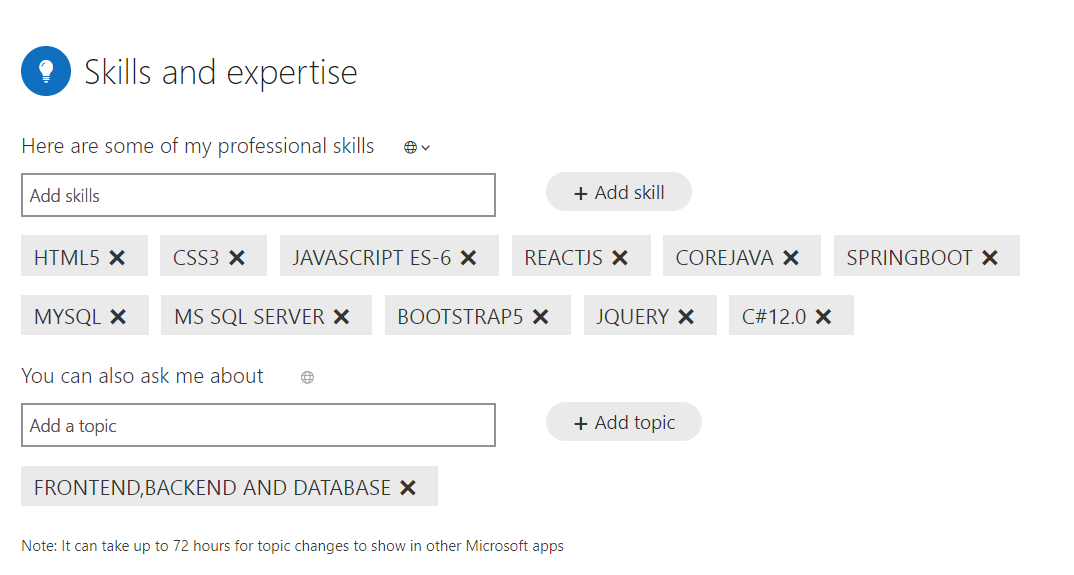 Skills and expertise
Here are some of my professional skills
Add skills
+ Add skill
HTML5 ✕ CSS3 ✕ JAVASCRIPT ES-6 ✕ REACTJS ✕ COREJAVA ✕ SPRINGBOOT ✕
MYSQL ✕ MS SQL SERVER ✕ BOOTSTRAP5 ✕ JQUERY ✕ C#12.0 ✕
You can also ask me about
Add a topic
+ Add topic
FRONTEND,BACKEND AND DATABASE ✕
Note: It can take up to 72 hours for topic changes to show in other Microsoft apps